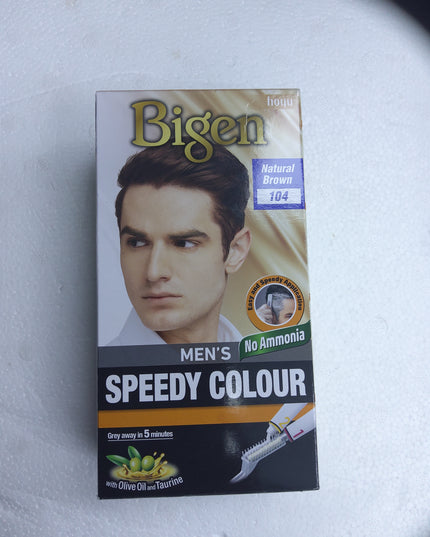 hoyu
Bigen
Natural
Brown
104
Easy and Speedy Application
No Ammonia
MEN'S
SPEEDY COLOUR
Grey away in 5 minutes
with Olive Oil and Taurine